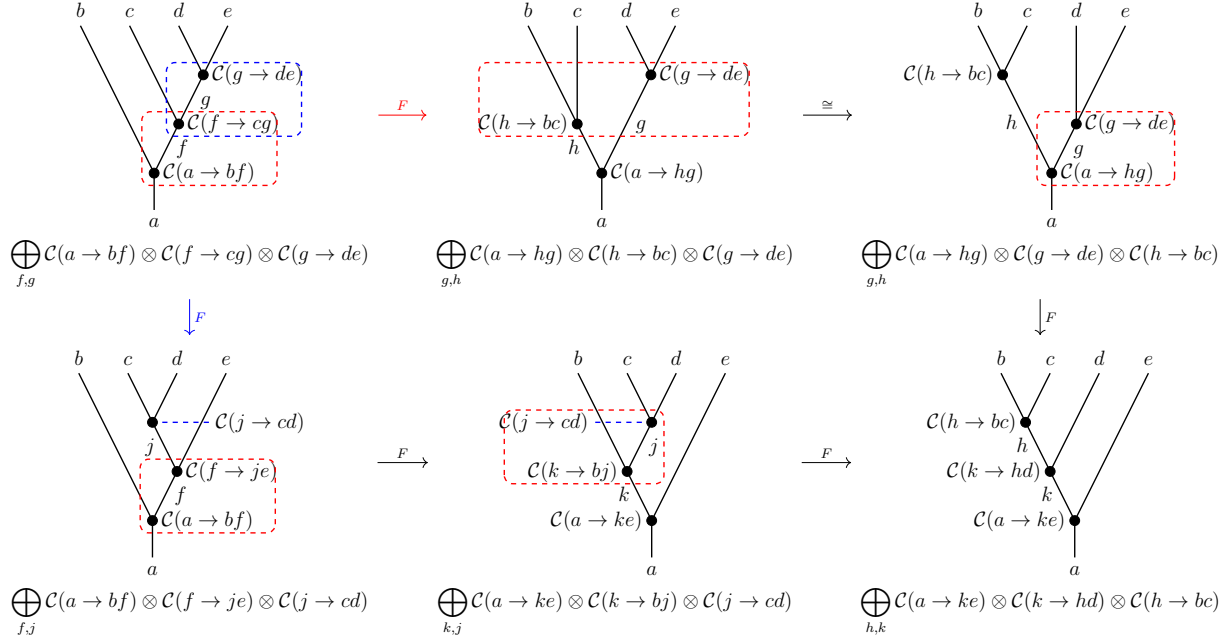 b c d e b c d e b c d e
𝒞(g → de) 𝒞(g → de) 𝒞(h → bc)
g F ≅
𝒞(f → cg) 𝒞(h → bc) g h 𝒞(g → de)
f h g
𝒞(a → bf) 𝒞(a → hg) 𝒞(a → hg)
a a a
⨁_{f,g} 𝒞(a → bf) ⊗ 𝒞(f → cg) ⊗ 𝒞(g → de) ⨁_{g,h} 𝒞(a → hg) ⊗ 𝒞(h → bc) ⊗ 𝒞(g → de) ⨁_{g,h} 𝒞(a → hg) ⊗ 𝒞(g → de) ⊗ 𝒞(h → bc)
F F
b c d e b c d e b c d e
𝒞(j → cd) 𝒞(j → cd) 𝒞(h → bc)
j j h
F F
𝒞(f → je) 𝒞(k → bj) 𝒞(k → hd)
f k k
𝒞(a → bf) 𝒞(a → ke) 𝒞(a → ke)
a a a
⨁_{f,j} 𝒞(a → bf) ⊗ 𝒞(f → je) ⊗ 𝒞(j → cd) ⨁_{k,j} 𝒞(a → ke) ⊗ 𝒞(k → bj) ⊗ 𝒞(j → cd) ⨁_{h,k} 𝒞(a → ke) ⊗ 𝒞(k → hd) ⊗ 𝒞(h → bc)